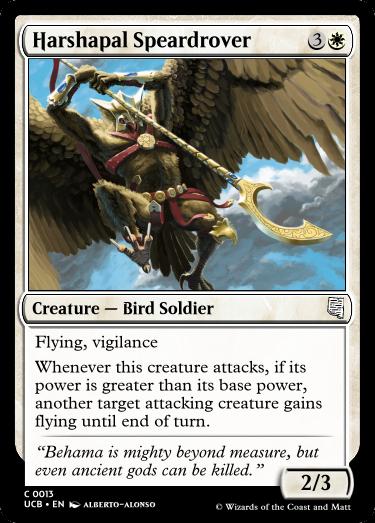 Harshapal Speardrover 3
Creature — Bird Soldier
Flying, vigilance
Whenever this creature attacks, if its
power is greater than its base power,
another target attacking creature gains
flying until end of turn.
“Behama is mighty beyond measure, but
even ancient gods can be killed.”
2/3
C 0013
UCB • EN ALBERTO-ALONSO
© Wizards of the Coast and Matt